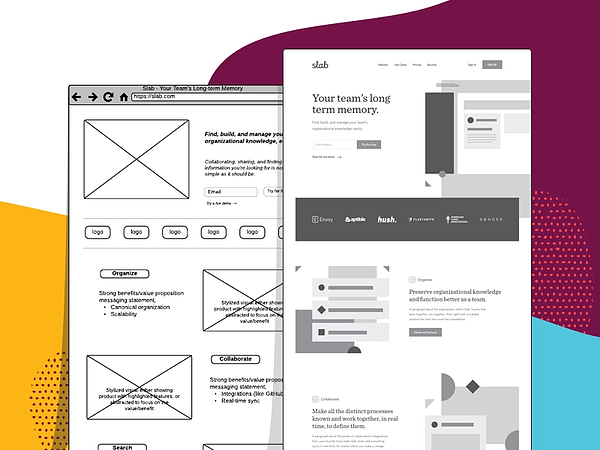 Slab - Your Team's Long-term Memory
https://slab.com
Find, build, and manage your
organizational knowledge, e
Collaborating, sharing, and finding
information you're looking for is no
simple as it should be.
Email
Try for f
Try a live demo
logo
logo
logo
logo
logo
logo
Organize
Strong benefits/value proposition
messaging statement,
• Canonical organization
• Scalability
Stylized visual either showing
product with highlighted features
abstracted to focus on the
value/benefit
Stylized visual either showing
product with highlighted features, or
abstracted to focus on the
value/benefit
Collaborate
Strong benefits/value propos
messaging statement.
• Integrations (like GitHub
• Real time sync
Search
slab
Features
Use Cases
Pricing
Security
Sign in
Sign Up
Your team's long
term memory.
Find, build, and manage your team's
organizational knowledge easily.
Try it for free
View the live demo
Envoy
aptible
hush.
FLEETSMITH
SONDER
Organize
Preserve organizational knowledge
and function better as a team.
Collaborate
Make all the distinct processes
known and work together, in real
time, to define them.